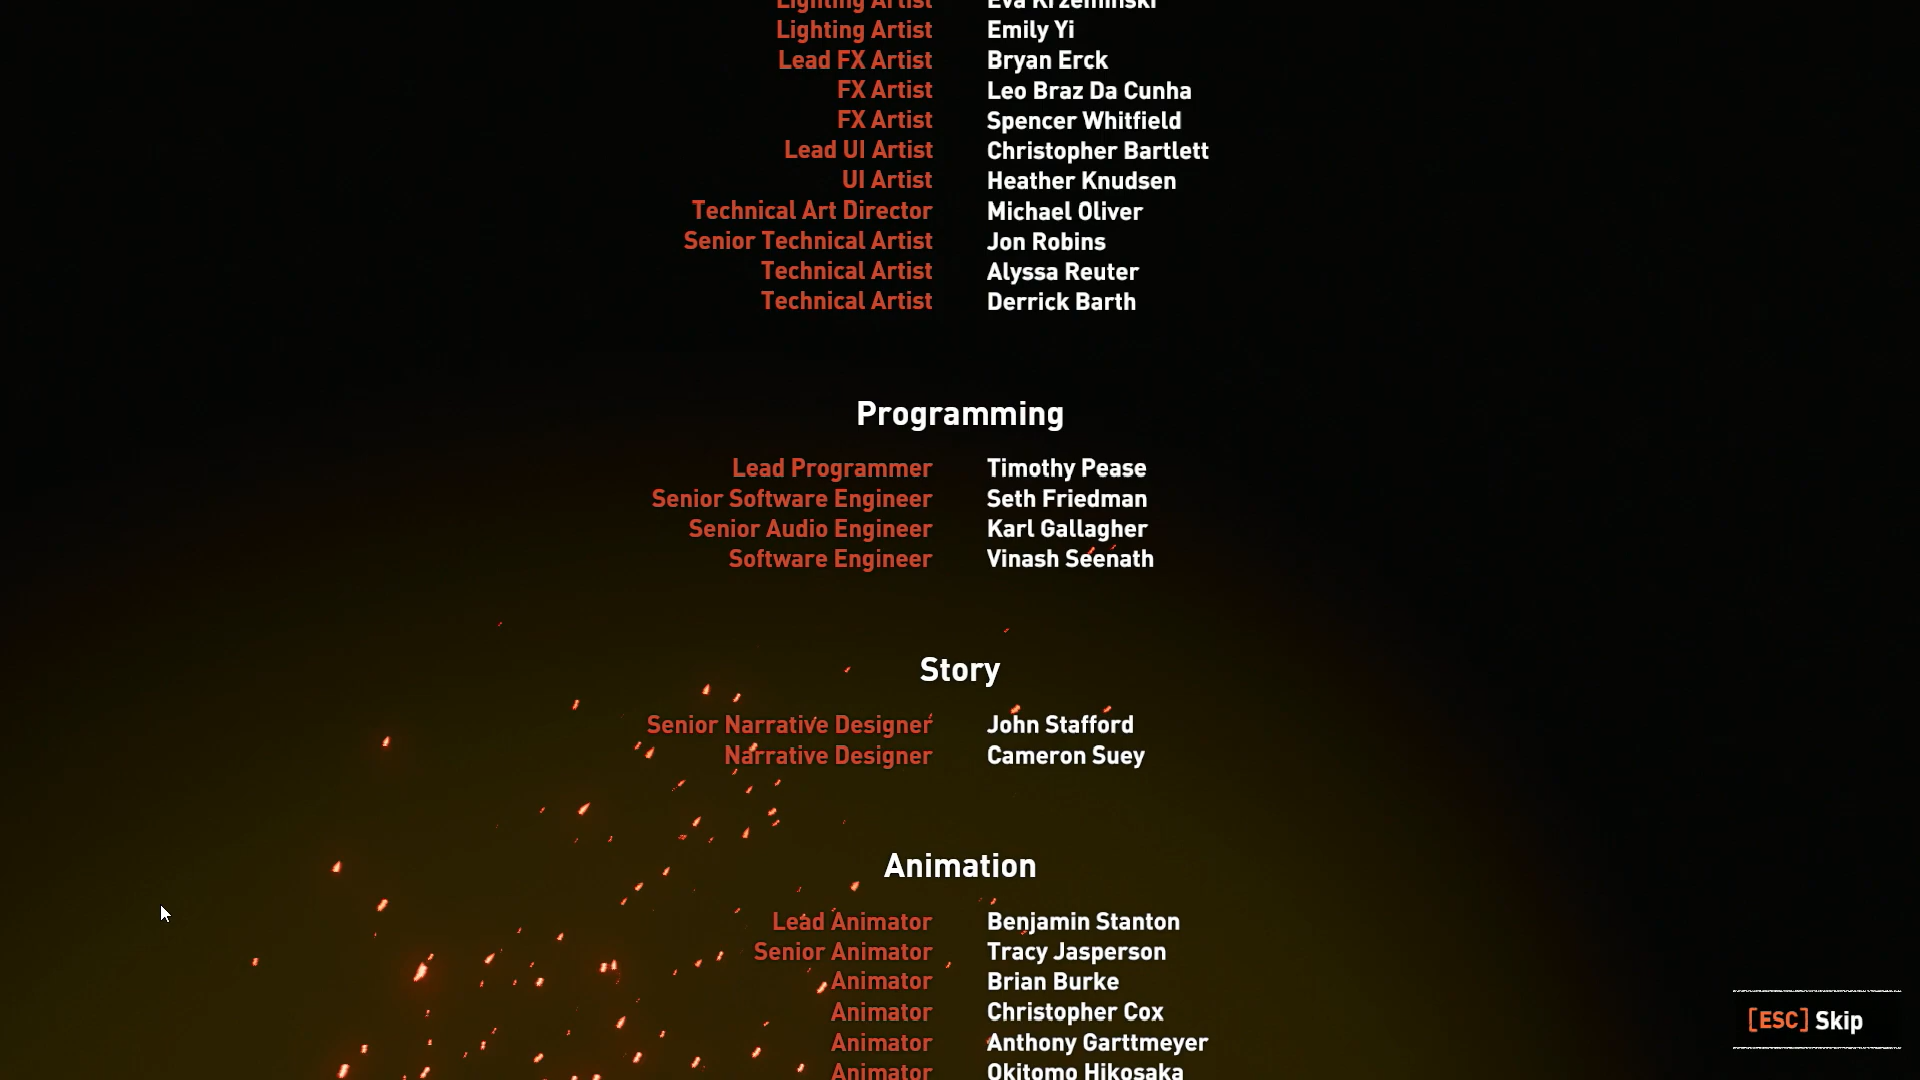 Lighting Artist Eva Krzeminski
Lighting Artist Emily Yi
Lead FX Artist Bryan Erck
FX Artist Leo Braz Da Cunha
FX Artist Spencer Whitfield
Lead UI Artist Christopher Bartlett
UI Artist Heather Knudsen
Technical Art Director Michael Oliver
Senior Technical Artist Jon Robins
Technical Artist Alyssa Reuter
Technical Artist Derrick Barth
Programming
Lead Programmer Timothy Pease
Senior Software Engineer Seth Friedman
Senior Audio Engineer Karl Gallagher
Software Engineer Vinash Seenath
Story
Senior Narrative Designer John Stafford
Narrative Designer Cameron Suey
Animation
Lead Animator Benjamin Stanton
Senior Animator Tracy Jasperson
Animator Brian Burke
Animator Christopher Cox
Animator Anthony Garttmeyer
Animator Okitomo Hikosaka
[ESC] Skip